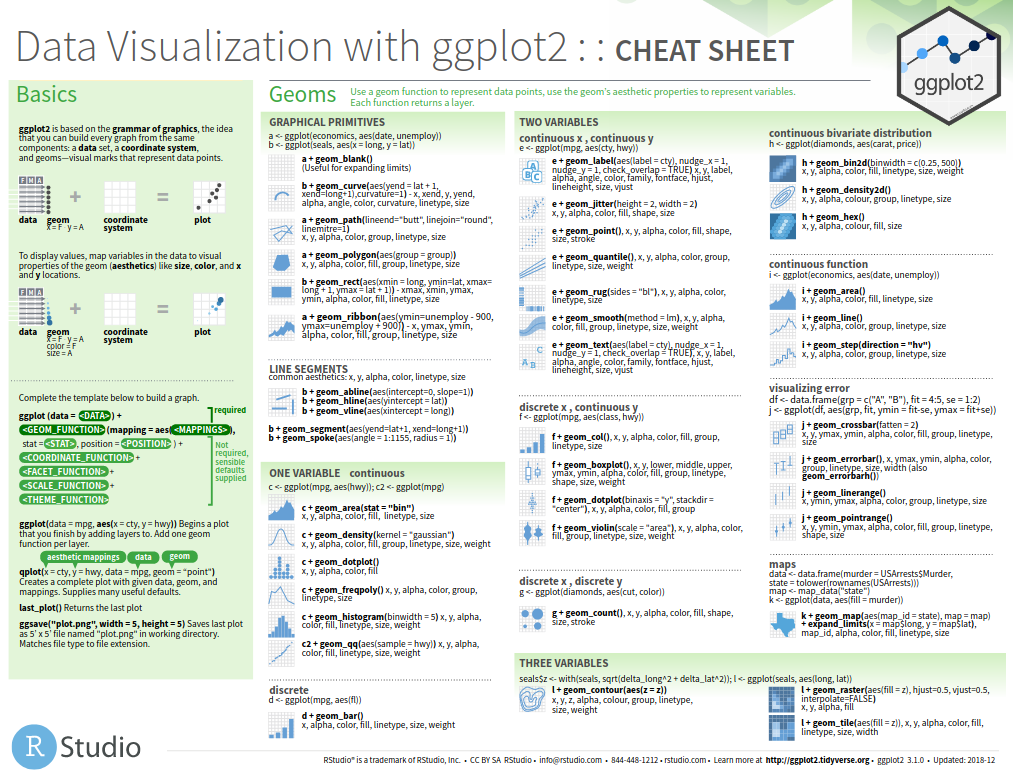 Data Visualization with ggplot2 : : CHEAT SHEET
ggplot2
Basics
ggplot2 is based on the grammar of graphics, the idea
that you can build every graph from the same
components: a data set, a coordinate system,
and geoms—visual marks that represent data points.
F M A
+ =
data geom coordinate plot
x = F · y = A system
To display values, map variables in the data to visual
properties of the geom (aesthetics) like size, color, and x
and y locations.
F M A
+ =
data geom coordinate plot
x = F · y = A system
color = F
size = A
Complete the template below to build a graph.
required
ggplot (data = <DATA>) +
<GEOM_FUNCTION> (mapping = aes(<MAPPINGS>),
stat = <STAT>, position = <POSITION>) +
<COORDINATE_FUNCTION> +
<FACET_FUNCTION> +
<SCALE_FUNCTION> +
<THEME_FUNCTION>
Not
required,
sensible
defaults
supplied
ggplot(data = mpg, aes(x = cty, y = hwy)) Begins a plot
that you finish by adding layers to. Add one geom
function per layer.
aesthetic mappings data geom
qplot(x = cty, y = hwy, data = mpg, geom = “point")
Creates a complete plot with given data, geom, and
mappings. Supplies many useful defaults.
last_plot() Returns the last plot
ggsave("plot.png", width = 5, height = 5) Saves last plot
as 5’ x 5’ file named "plot.png" in working directory.
Matches file type to file extension.
Geoms
Use a geom function to represent data points, use the geom’s aesthetic properties to represent variables.
Each function returns a layer.
GRAPHICAL PRIMITIVES
a <- ggplot(economics, aes(date, unemploy))
b <- ggplot(seals, aes(x = long, y = lat))
a + geom_blank()
(Useful for expanding limits)
b + geom_curve(aes(yend = lat + 1,
xend=long+1),curvature=1) - x, xend, y, yend,
alpha, angle, color, curvature, linetype, size
a + geom_path(lineend="butt", linejoin="round",
linemitre=1)
x, y, alpha, color, group, linetype, size
a + geom_polygon(aes(group = group))
x, y, alpha, color, fill, group, linetype, size
b + geom_rect(aes(xmin = long, ymin=lat, xmax=
long + 1, ymax = lat + 1)) - xmax, xmin, ymax,
ymin, alpha, color, fill, linetype, size
a + geom_ribbon(aes(ymin=unemploy - 900,
ymax=unemploy + 900)) - x, ymax, ymin,
alpha, color, fill, group, linetype, size
LINE SEGMENTS
common aesthetics: x, y, alpha, color, linetype, size
b + geom_abline(aes(intercept=0, slope=1))
b + geom_hline(aes(yintercept = lat))
b + geom_vline(aes(xintercept = long))
b + geom_segment(aes(yend=lat+1, xend=long+1))
b + geom_spoke(aes(angle = 1:1155, radius = 1))
ONE VARIABLE continuous
c <- ggplot(mpg, aes(hwy)); c2 <- ggplot(mpg)
c + geom_area(stat = "bin")
x, y, alpha, color, fill, linetype, size
c + geom_density(kernel = "gaussian")
x, y, alpha, color, fill, group, linetype, size, weight
c + geom_dotplot()
x, y, alpha, color, fill
c + geom_freqpoly() x, y, alpha, color, group,
linetype, size
c + geom_histogram(binwidth = 5) x, y, alpha,
color, fill, linetype, size, weight
c2 + geom_qq(aes(sample = hwy)) x, y, alpha,
color, fill, linetype, size, weight
discrete
d <- ggplot(mpg, aes(fl))
d + geom_bar()
x, alpha, color, fill, linetype, size, weight
TWO VARIABLES
continuous x , continuous y
e <- ggplot(mpg, aes(cty, hwy))
A B C
e + geom_label(aes(label = cty), nudge_x = 1,
nudge_y = 1, check_overlap = TRUE) x, y, label,
alpha, angle, color, family, fontface, hjust,
lineheight, size, vjust
e + geom_jitter(height = 2, width = 2)
x, y, alpha, color, fill, shape, size
e + geom_point(), x, y, alpha, color, fill, shape,
size, stroke
e + geom_quantile(), x, y, alpha, color, group,
linetype, size, weight
e + geom_rug(sides = "bl"), x, y, alpha, color,
linetype, size
e + geom_smooth(method = lm), x, y, alpha,
color, fill, group, linetype, size, weight
A B C
e + geom_text(aes(label = cty), nudge_x = 1,
nudge_y = 1, check_overlap = TRUE), x, y, label,
alpha, angle, color, family, fontface, hjust,
lineheight, size, vjust
discrete x , continuous y
f <- ggplot(mpg, aes(class, hwy))
f + geom_col(), x, y, alpha, color, fill, group,
linetype, size
f + geom_boxplot(), x, y, lower, middle, upper,
ymax, ymin, alpha, color, fill, group, linetype,
shape, size, weight
f + geom_dotplot(binaxis = "y", stackdir =
"center"), x, y, alpha, color, fill, group
f + geom_violin(scale = "area"), x, y, alpha, color,
fill, group, linetype, size, weight
discrete x , discrete y
g <- ggplot(diamonds, aes(cut, color))
g + geom_count(), x, y, alpha, color, fill, shape,
size, stroke
continuous bivariate distribution
h <- ggplot(diamonds, aes(carat, price))
h + geom_bin2d(binwidth = c(0.25, 500))
x, y, alpha, color, fill, linetype, size, weight
h + geom_density2d()
x, y, alpha, colour, group, linetype, size
h + geom_hex()
x, y, alpha, colour, fill, size
continuous function
i <- ggplot(economics, aes(date, unemploy))
i + geom_area()
x, y, alpha, color, fill, linetype, size
i + geom_line()
x, y, alpha, color, group, linetype, size
i + geom_step(direction = "hv")
x, y, alpha, color, group, linetype, size
visualizing error
df <- data.frame(grp = c("A", "B"), fit = 4:5, se = 1:2)
j <- ggplot(df, aes(grp, fit, ymin = fit-se, ymax = fit+se))
j + geom_crossbar(fatten = 2)
x, y, ymax, ymin, alpha, color, fill, group, linetype,
size
j + geom_errorbar(), x, ymax, ymin, alpha, color,
group, linetype, size, width (also
geom_errorbarh())
j + geom_linerange()
x, ymin, ymax, alpha, color, group, linetype, size
j + geom_pointrange()
x, y, ymin, ymax, alpha, color, fill, group, linetype,
shape, size
maps
data <- data.frame(murder = USArrests$Murder,
state = tolower(rownames(USArrests)))
map <- map_data("state")
k <- ggplot(data, aes(fill = murder))
k + geom_map(aes(map_id = state), map = map)
+ expand_limits(x = map$long, y = map$lat),
map_id, alpha, color, fill, linetype, size
THREE VARIABLES
seals$z <- with(seals, sqrt(delta_long^2 + delta_lat^2)); l <- ggplot(seals, aes(long, lat))
l + geom_contour(aes(z = z))
x, y, z, alpha, colour, group, linetype,
size, weight
l + geom_raster(aes(fill = z), hjust=0.5, vjust=0.5,
interpolate=FALSE)
x, y, alpha, fill
l + geom_tile(aes(fill = z)), x, y, alpha, color, fill,
linetype, size, width
R Studio
RStudio® is a trademark of RStudio, Inc. • CC BY SA RStudio • info@rstudio.com • 844-448-1212 • rstudio.com • Learn more at http://ggplot2.tidyverse.org • ggplot2 3.1.0 • Updated: 2018-12